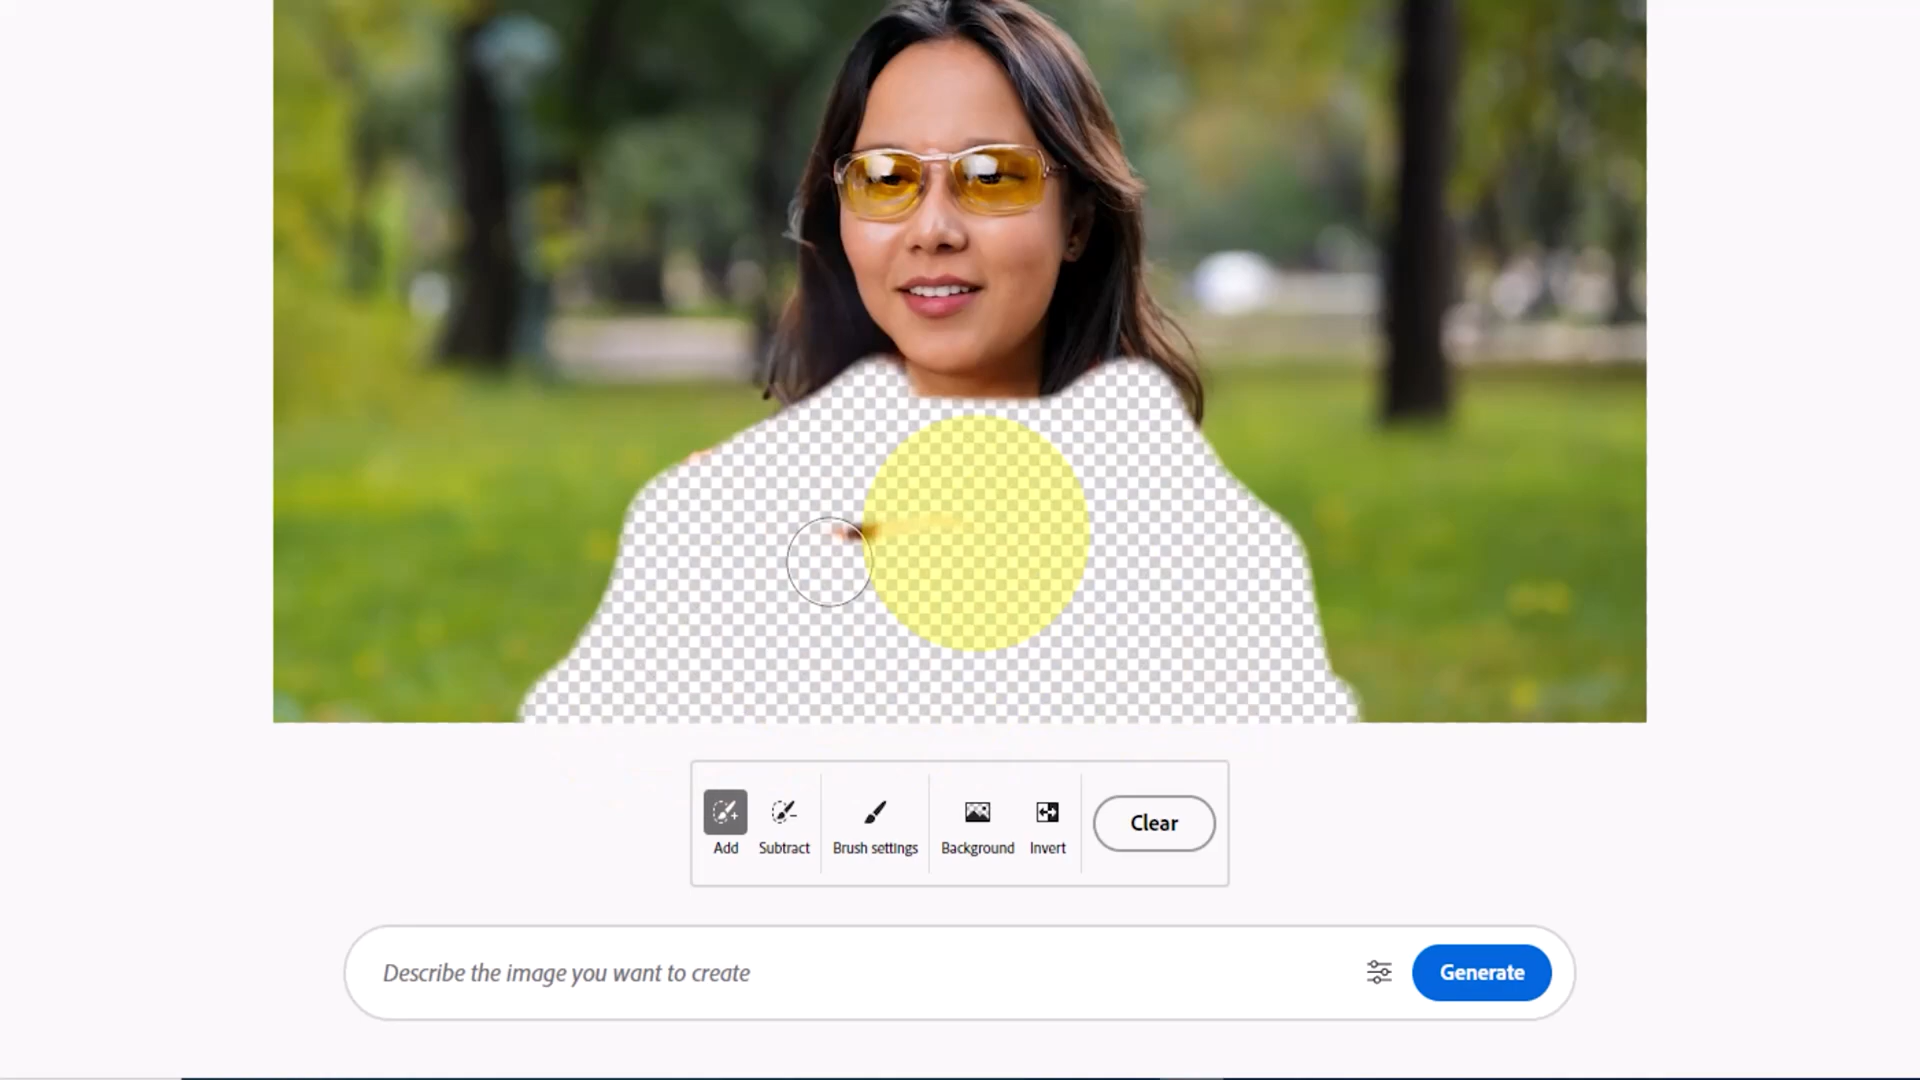 Add
Subtract
Brush settings
Background
Invert
Clear
Describe the image you want to create
Generate